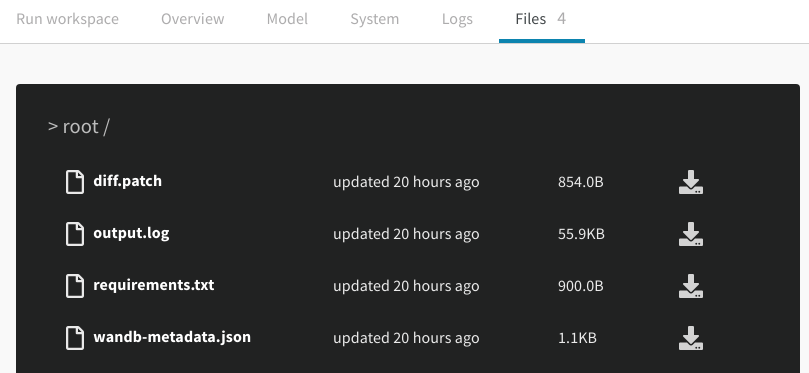 Run workspace Overview Model System Logs Files 4
> root /
diff.patch updated 20 hours ago 854.0B
output.log updated 20 hours ago 55.9KB
requirements.txt updated 20 hours ago 900.0B
wandb-metadata.json updated 20 hours ago 1.1KB